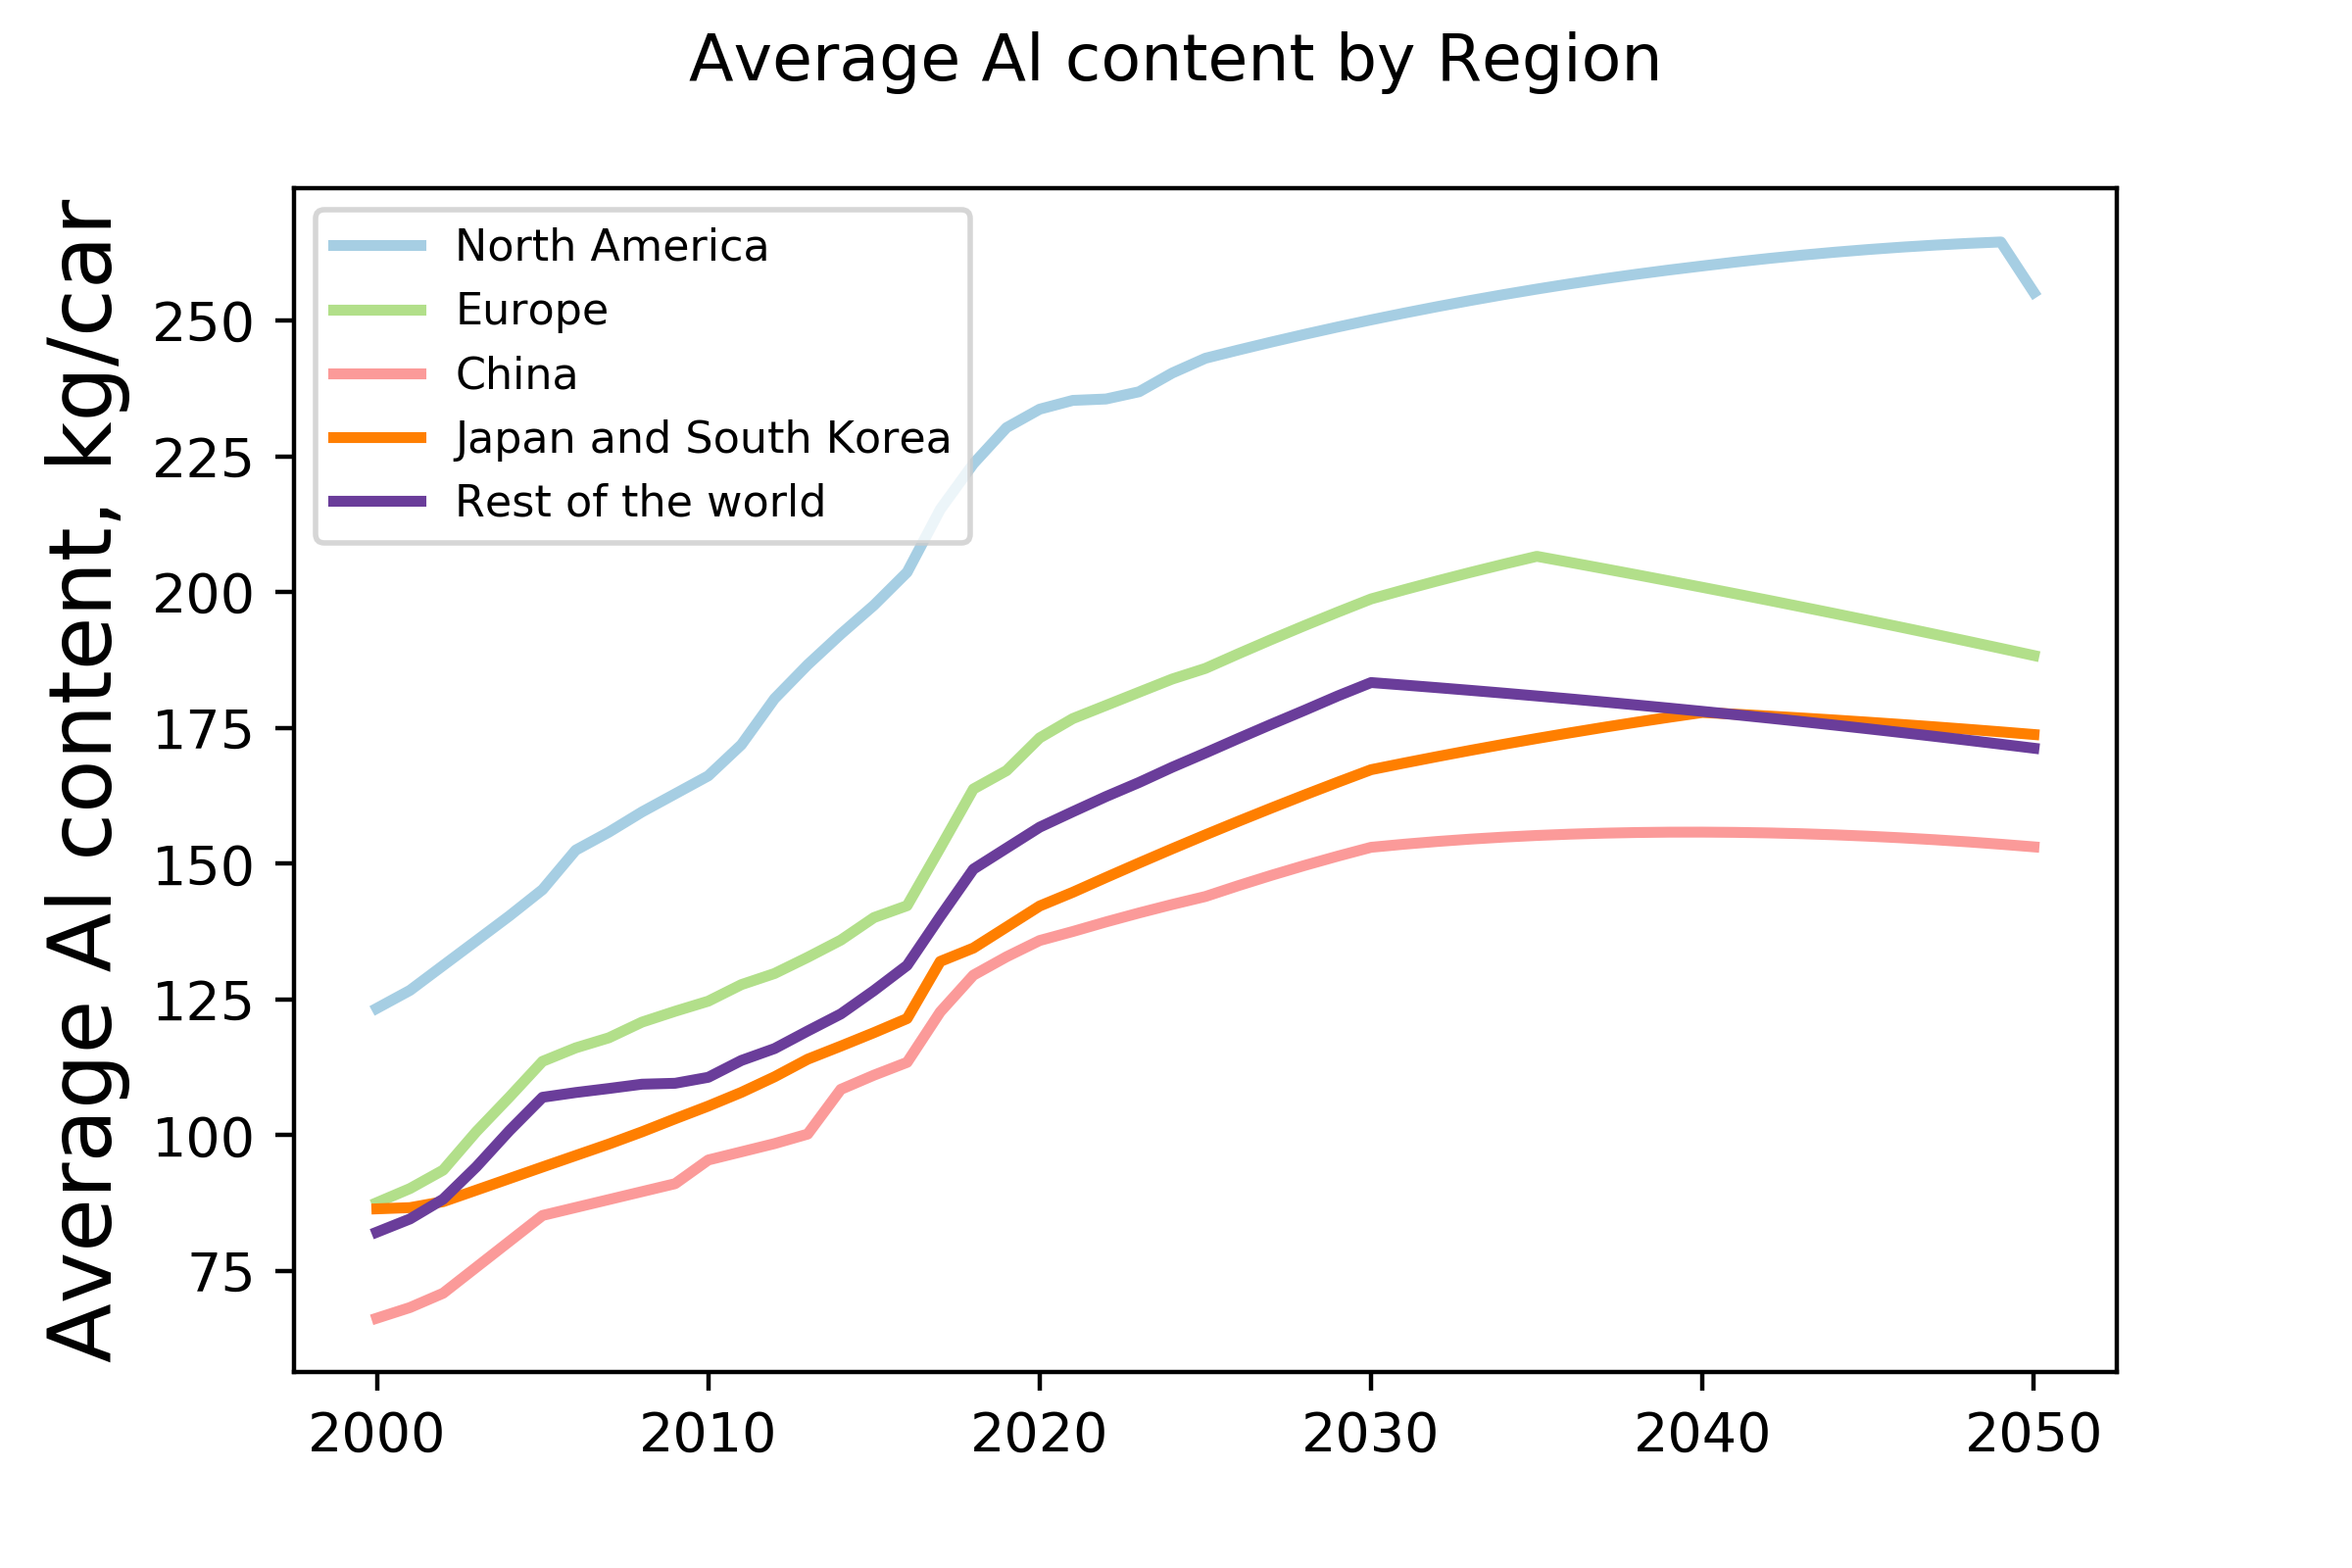 Average Al content by Region
Average Al content, kg/car
North America
Europe
China
Japan and South Korea
Rest of the world
250
225
200
175
150
125
100
75
2000 2010 2020 2030 2040 2050